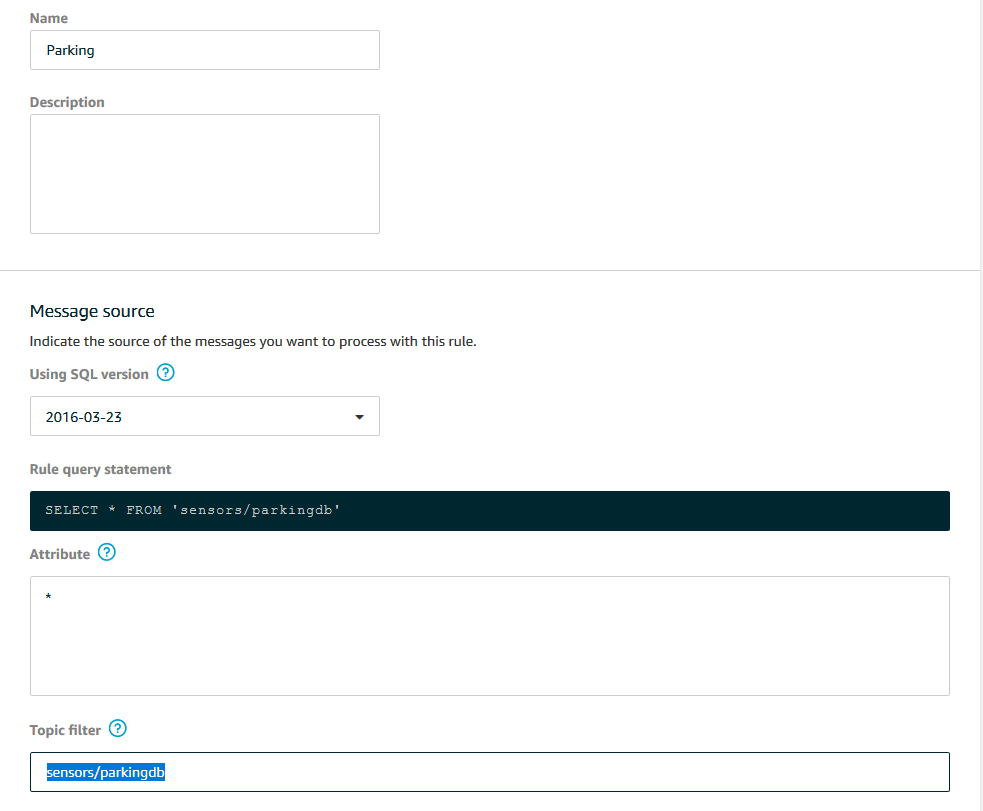 Name
Parking
Description
Message source
Indicate the source of the messages you want to process with this rule.
Using SQL version ?
2016-03-23
Rule query statement
SELECT * FROM 'sensors/parkingdb'
Attribute ?
*
Topic filter ?
sensors/parkingdb